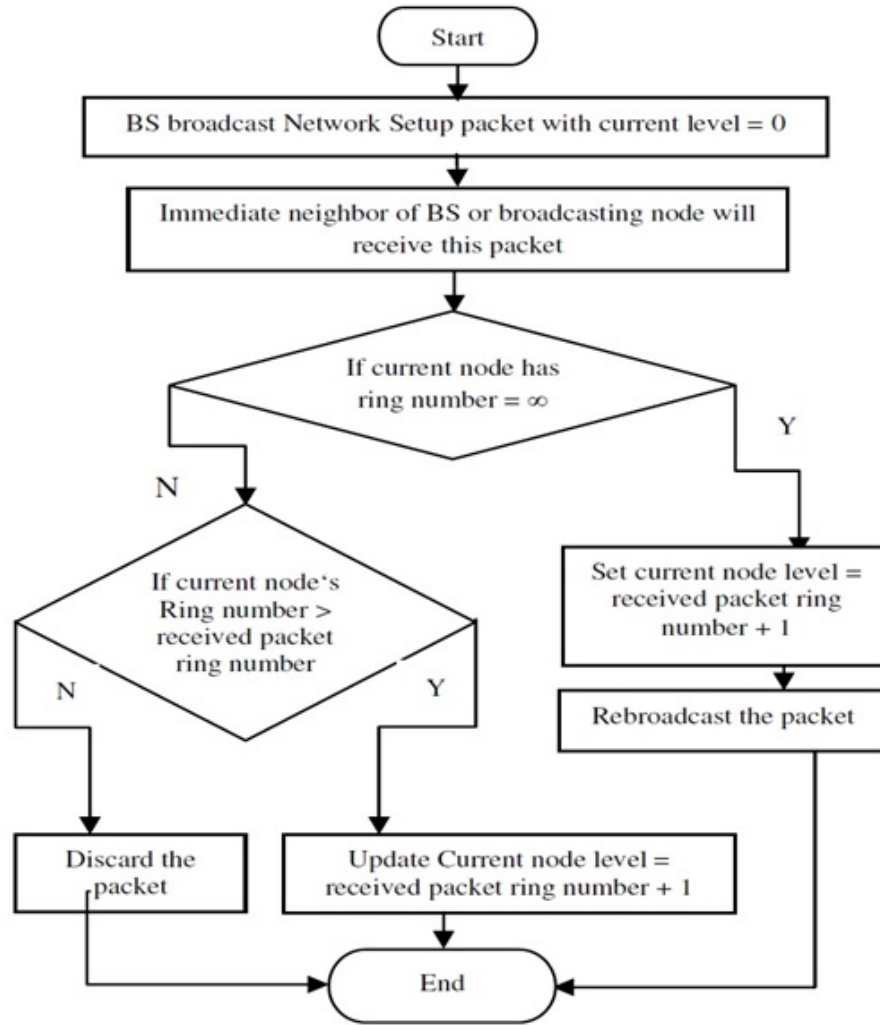 Start
BS broadcast Network Setup packet with current level = 0
Immediate neighbor of BS or broadcasting node will
receive this packet
If current node has
ring number = ∞
Y
N
If current node‘s
Ring number >
received packet
ring number
N
Y
Set current node level =
received packet ring
number + 1
Rebroadcast the packet
Discard the
packet
Update Current node level =
received packet ring number + 1
End